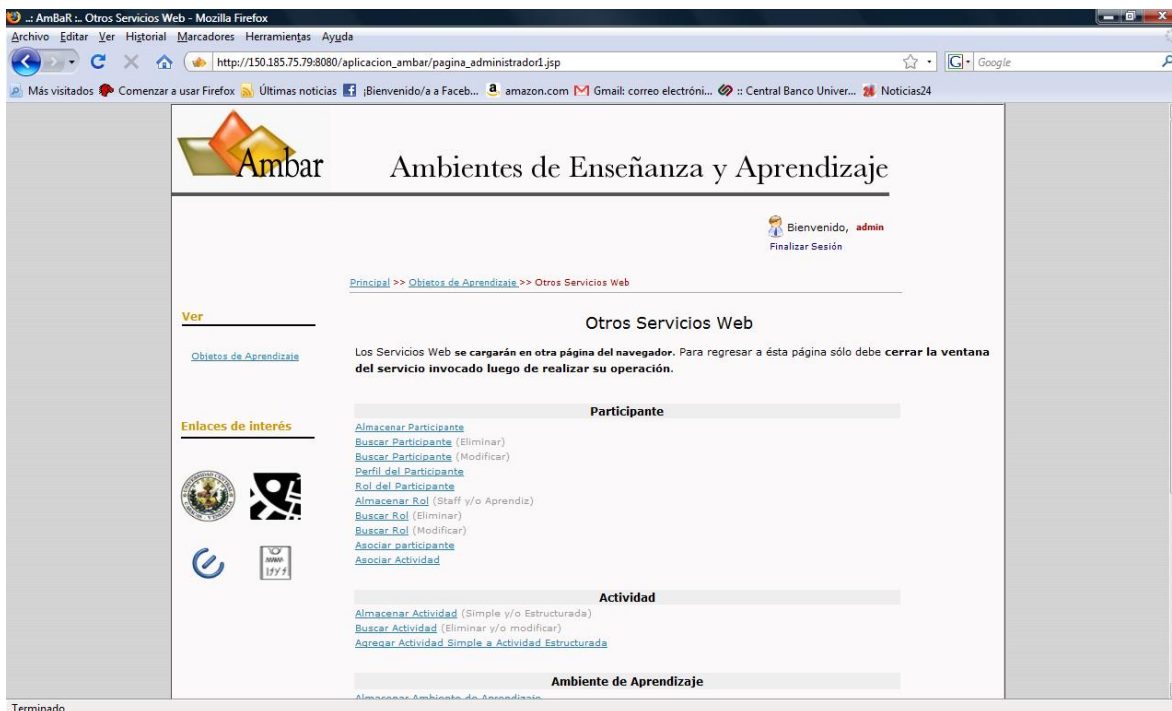 ..: AmBaR :.. Otros Servicios Web - Mozilla Firefox
Archivo Editar Ver Historial Marcadores Herramientas Ayuda
http://150.185.75.79:8080/aplicacion_ambar/pagina_administrador1.jsp
Google
Más visitados Comenzar a usar Firefox Últimas noticias ¡Bienvenido/a a Faceb... amazon.com Gmail: correo electróni... :: Central Banco Univer... Noticias24
Ambar
Ambientes de Enseñanza y Aprendizaje
Bienvenido, admin
Finalizar Sesión
Principal >> Objetos de Aprendizaje >> Otros Servicios Web
Ver
Otros Servicios Web
Objetos de Aprendizaje
Los Servicios Web se cargarán en otra página del navegador. Para regresar a ésta página sólo debe cerrar la ventana
del servicio invocado luego de realizar su operación.
Participante
Enlaces de interés
Almacenar Participante
Buscar Participante (Eliminar)
Buscar Participante (Modificar)
Perfil del Participante
Rol del Participante
Almacenar Rol (Staff y/o Aprendiz)
Buscar Rol (Eliminar)
Buscar Rol (Modificar)
Asociar participante
Asociar Actividad
Actividad
Almacenar Actividad (Simple y/o Estructurada)
Buscar Actividad (Eliminar y/o modificar)
Agregar Actividad Simple a Actividad Estructurada
Ambiente de Aprendizaje
Almacenar Ambiente de Aprendizaje
Terminado